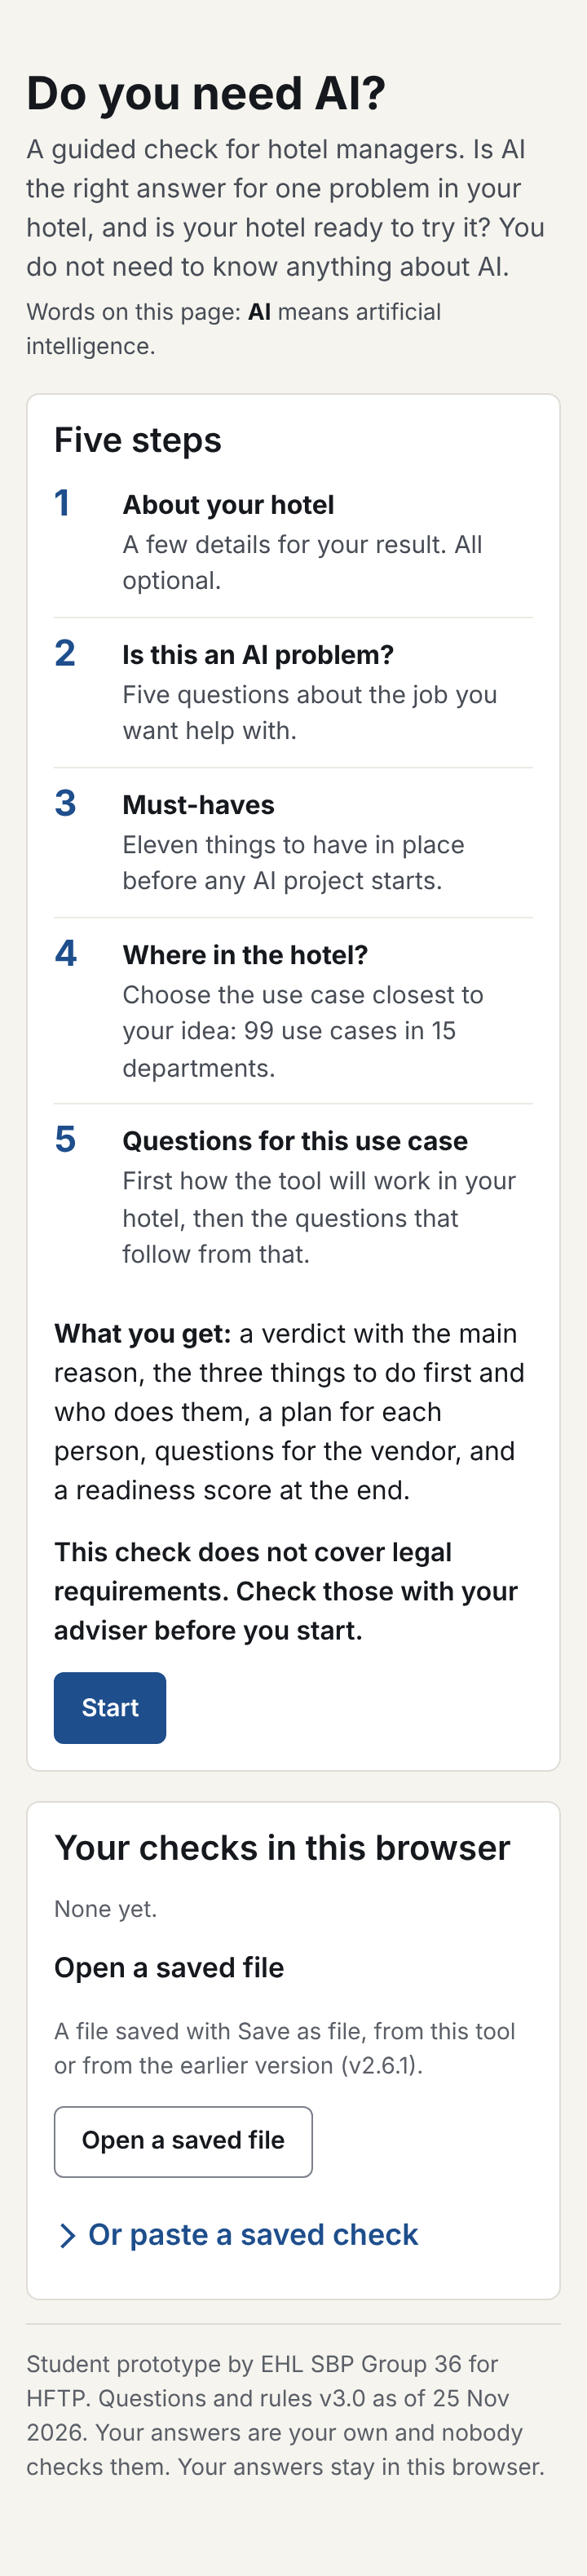 Do you need AI?
A guided check for hotel managers. Is AI
the right answer for one problem in your
hotel, and is your hotel ready to try it? You
do not need to know anything about AI.
Words on this page: AI means artificial
intelligence.
Five steps
1
About your hotel
A few details for your result. All
optional.
2
Is this an AI problem?
Five questions about the job you
want help with.
3
Must-haves
Eleven things to have in place
before any AI project starts.
4
Where in the hotel?
Choose the use case closest to
your idea: 99 use cases in 15
departments.
5
Questions for this use case
First how the tool will work in your
hotel, then the questions that
follow from that.
What you get: a verdict with the main
reason, the three things to do first and
who does them, a plan for each
person, questions for the vendor, and
a readiness score at the end.
This check does not cover legal
requirements. Check those with your
adviser before you start.
Start
Your checks in this browser
None yet.
Open a saved file
A file saved with Save as file, from this tool
or from the earlier version (v2.6.1).
Open a saved file
Or paste a saved check
Student prototype by EHL SBP Group 36 for
HFTP. Questions and rules v3.0 as of 25 Nov
2026. Your answers are your own and nobody
checks them. Your answers stay in this browser.